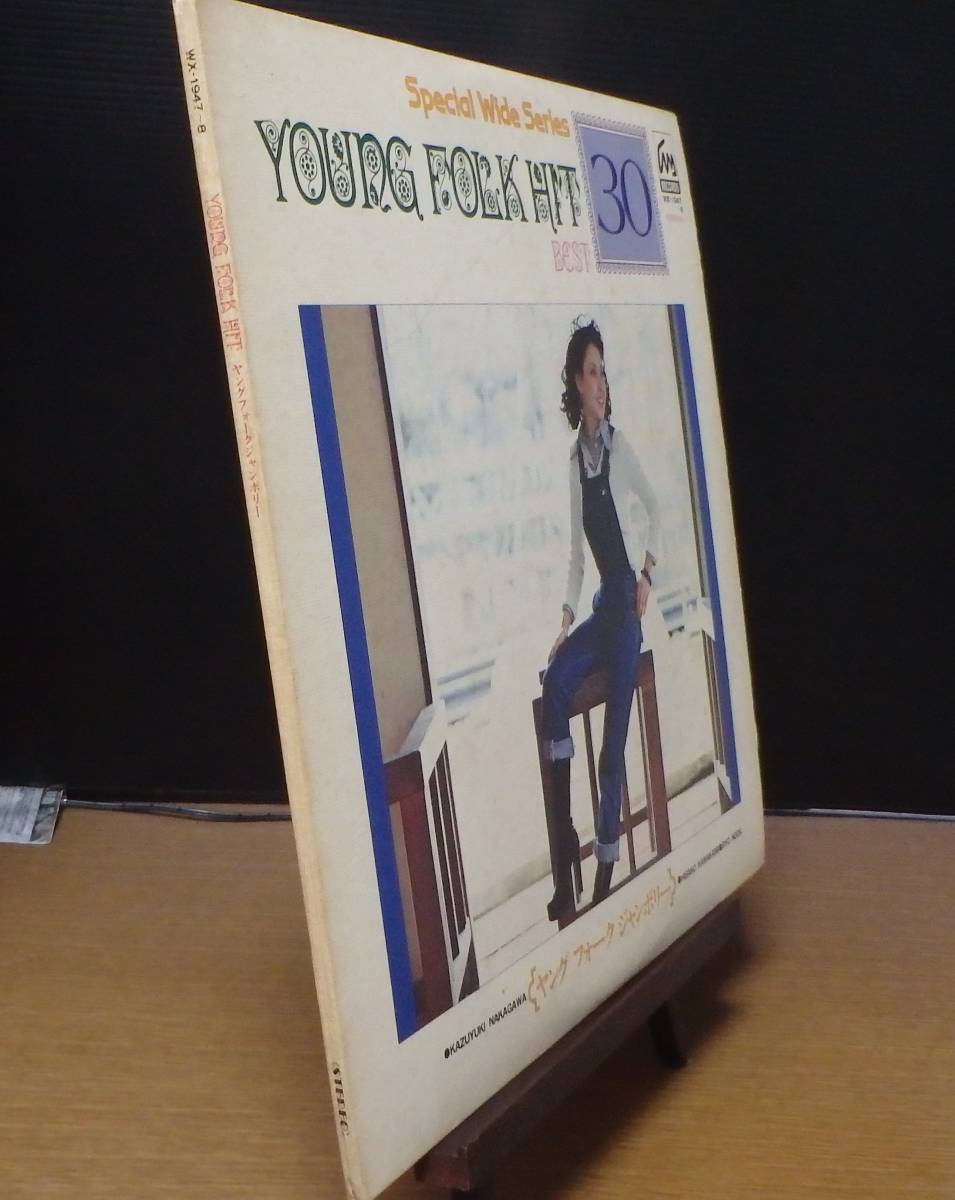 WX-1947-8
YOUNG FOLK HIT ヤングフォークジャンボリー
STEREO
Special Wide Series
YOUNG FOLK HIT
BEST
30
●KAZUYUKI NAKAGAWA
{ヤング フォーク ジャンボリー}